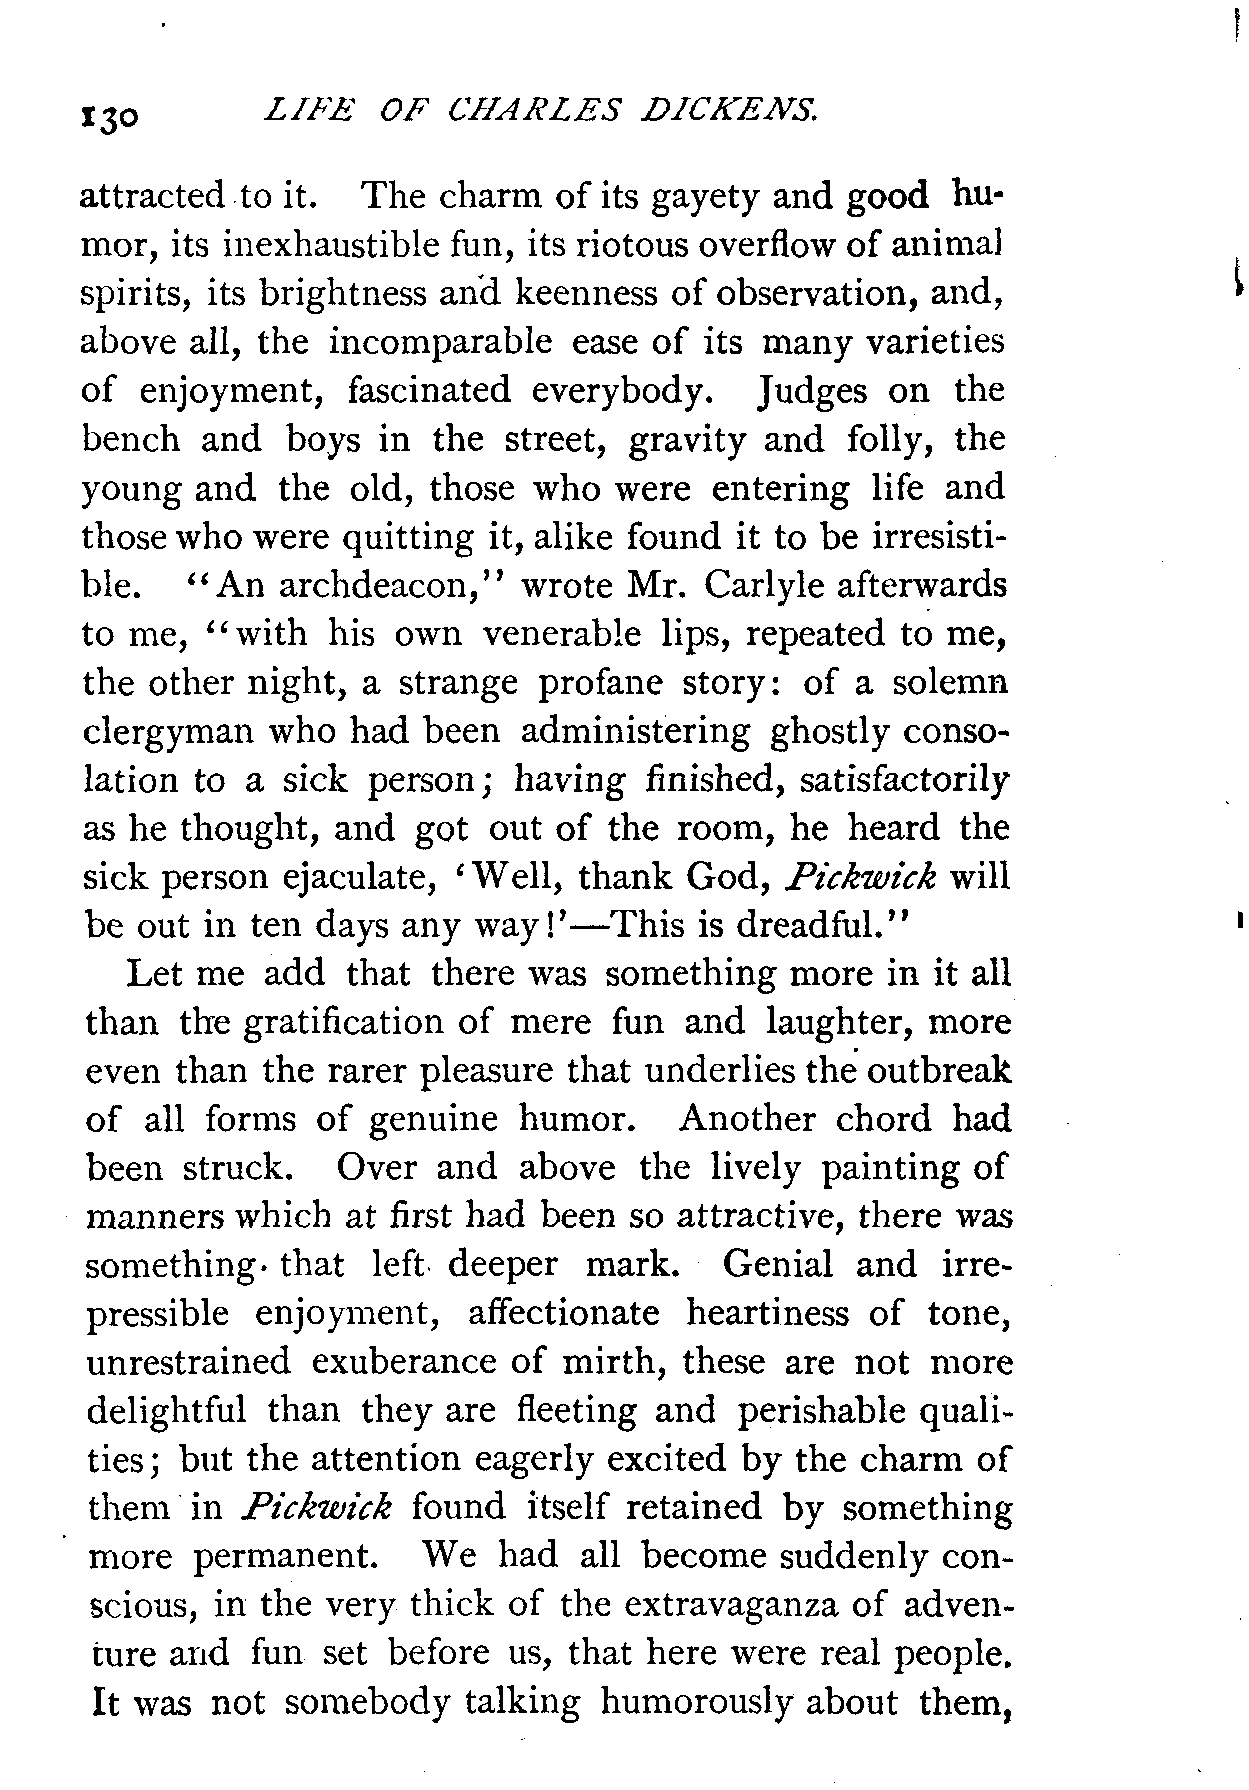 130 LIFE OF CHARLES DICKENS.
attracted to it. The charm of its gayety and good hu-
mor, its inexhaustible fun, its riotous overflow of animal
spirits, its brightness and keenness of observation, and,
above all, the incomparable ease of its many varieties
of enjoyment, fascinated everybody. Judges on the
bench and boys in the street, gravity and folly, the
young and the old, those who were entering life and
those who were quitting it, alike found it to be irresisti-
ble. “An archdeacon,” wrote Mr. Carlyle afterwards
to me, “with his own venerable lips, repeated to me,
the other night, a strange profane story: of a solemn
clergyman who had been administering ghostly conso-
lation to a sick person; having finished, satisfactorily
as he thought, and got out of the room, he heard the
sick person ejaculate, ‘Well, thank God, Pickwick will
be out in ten days any way!’—This is dreadful.”
Let me add that there was something more in it all
than the gratification of mere fun and laughter, more
even than the rarer pleasure that underlies the outbreak
of all forms of genuine humor. Another chord had
been struck. Over and above the lively painting of
manners which at first had been so attractive, there was
something that left deeper mark. Genial and irre-
pressible enjoyment, affectionate heartiness of tone,
unrestrained exuberance of mirth, these are not more
delightful than they are fleeting and perishable quali-
ties; but the attention eagerly excited by the charm of
them in Pickwick found itself retained by something
more permanent. We had all become suddenly con-
scious, in the very thick of the extravaganza of adven-
ture and fun set before us, that here were real people.
It was not somebody talking humorously about them,